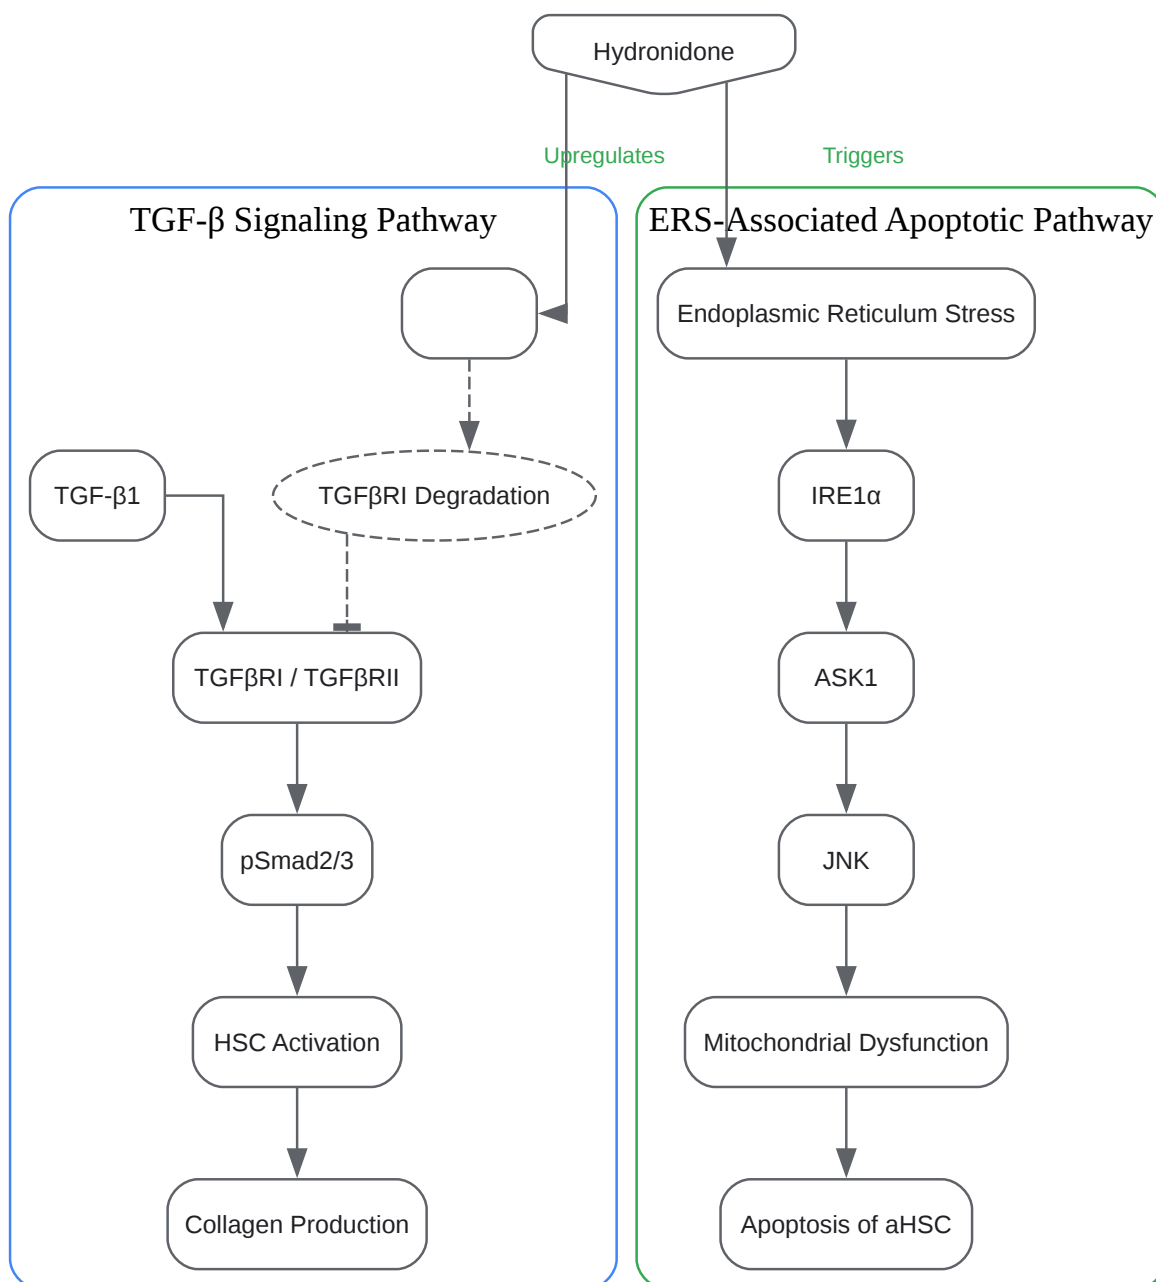 Hydronidone
Upregulates
Triggers
TGF-β Signaling Pathway
ERS-Associated Apoptotic Pathway
Endoplasmic Reticulum Stress
TGF-β1
TGFβRI Degradation
IRE1α
TGFβRI / TGFβRII
ASK1
pSmad2/3
JNK
HSC Activation
Mitochondrial Dysfunction
Collagen Production
Apoptosis of aHSC